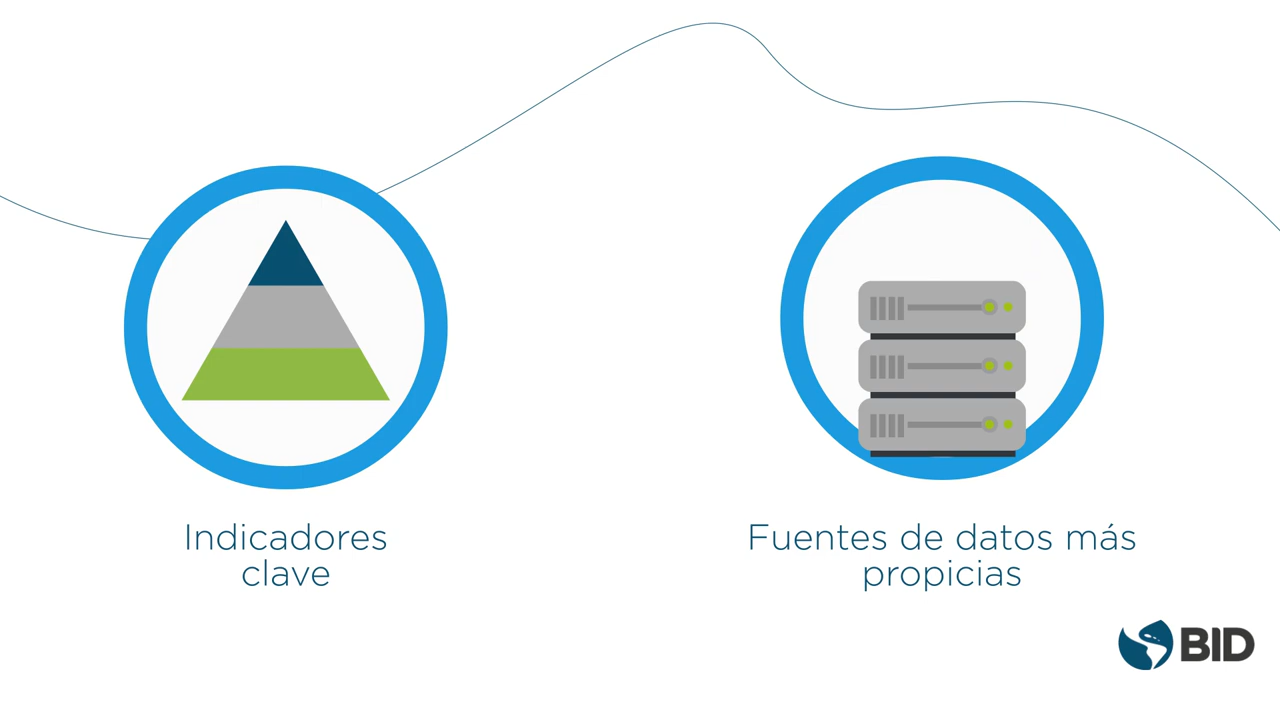 Indicadores
clave
Fuentes de datos más
propicias
BID